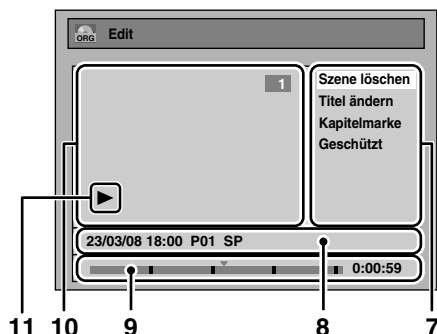 ORG Edit
1
Szene löschen
Titel ändern
Kapitelmarke
Geschützt
23/03/08 18:00 P01 SP
0:00:59
11 10 9 8 7